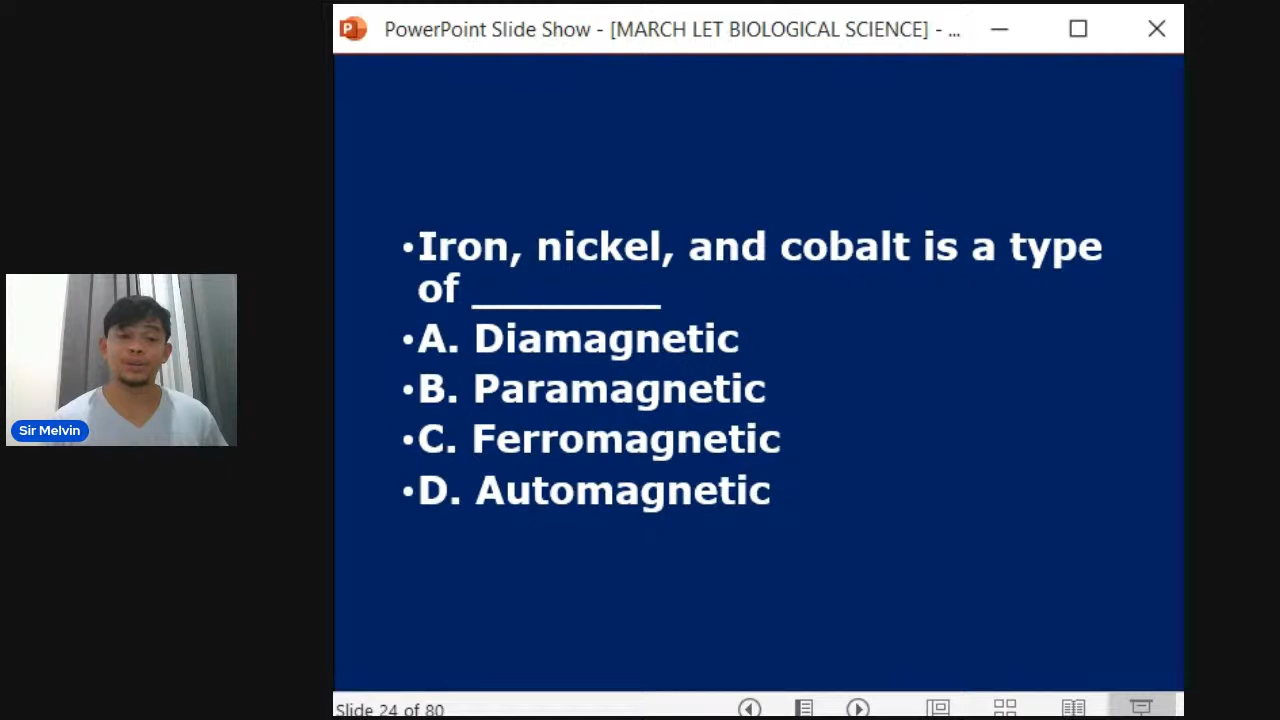 PowerPoint Slide Show - [MARCH LET BIOLOGICAL SCIENCE] - ...
•Iron, nickel, and cobalt is a type
of _________
•A. Diamagnetic
•B. Paramagnetic
•C. Ferromagnetic
•D. Automagnetic
Sir Melvin
Slide 24 of 80